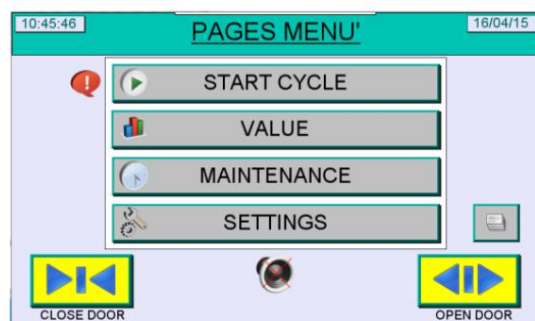 10:45:46
PAGES MENU'
16/04/15
START CYCLE
VALUE
MAINTENANCE
SETTINGS
CLOSE DOOR
OPEN DOOR